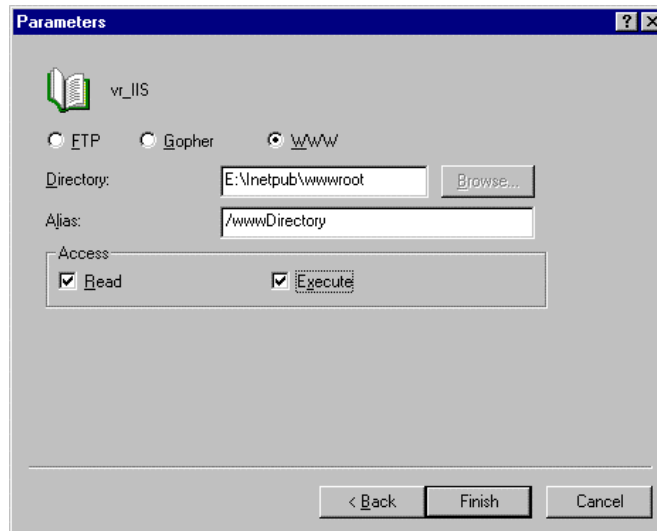 Parameters
? X
vr_IIS
FTP Gopher WWW
Directory: E:\Inetpub\wwwroot Browse...
Alias: /wwwDirectory
Access
Read Execute
< Back Finish Cancel